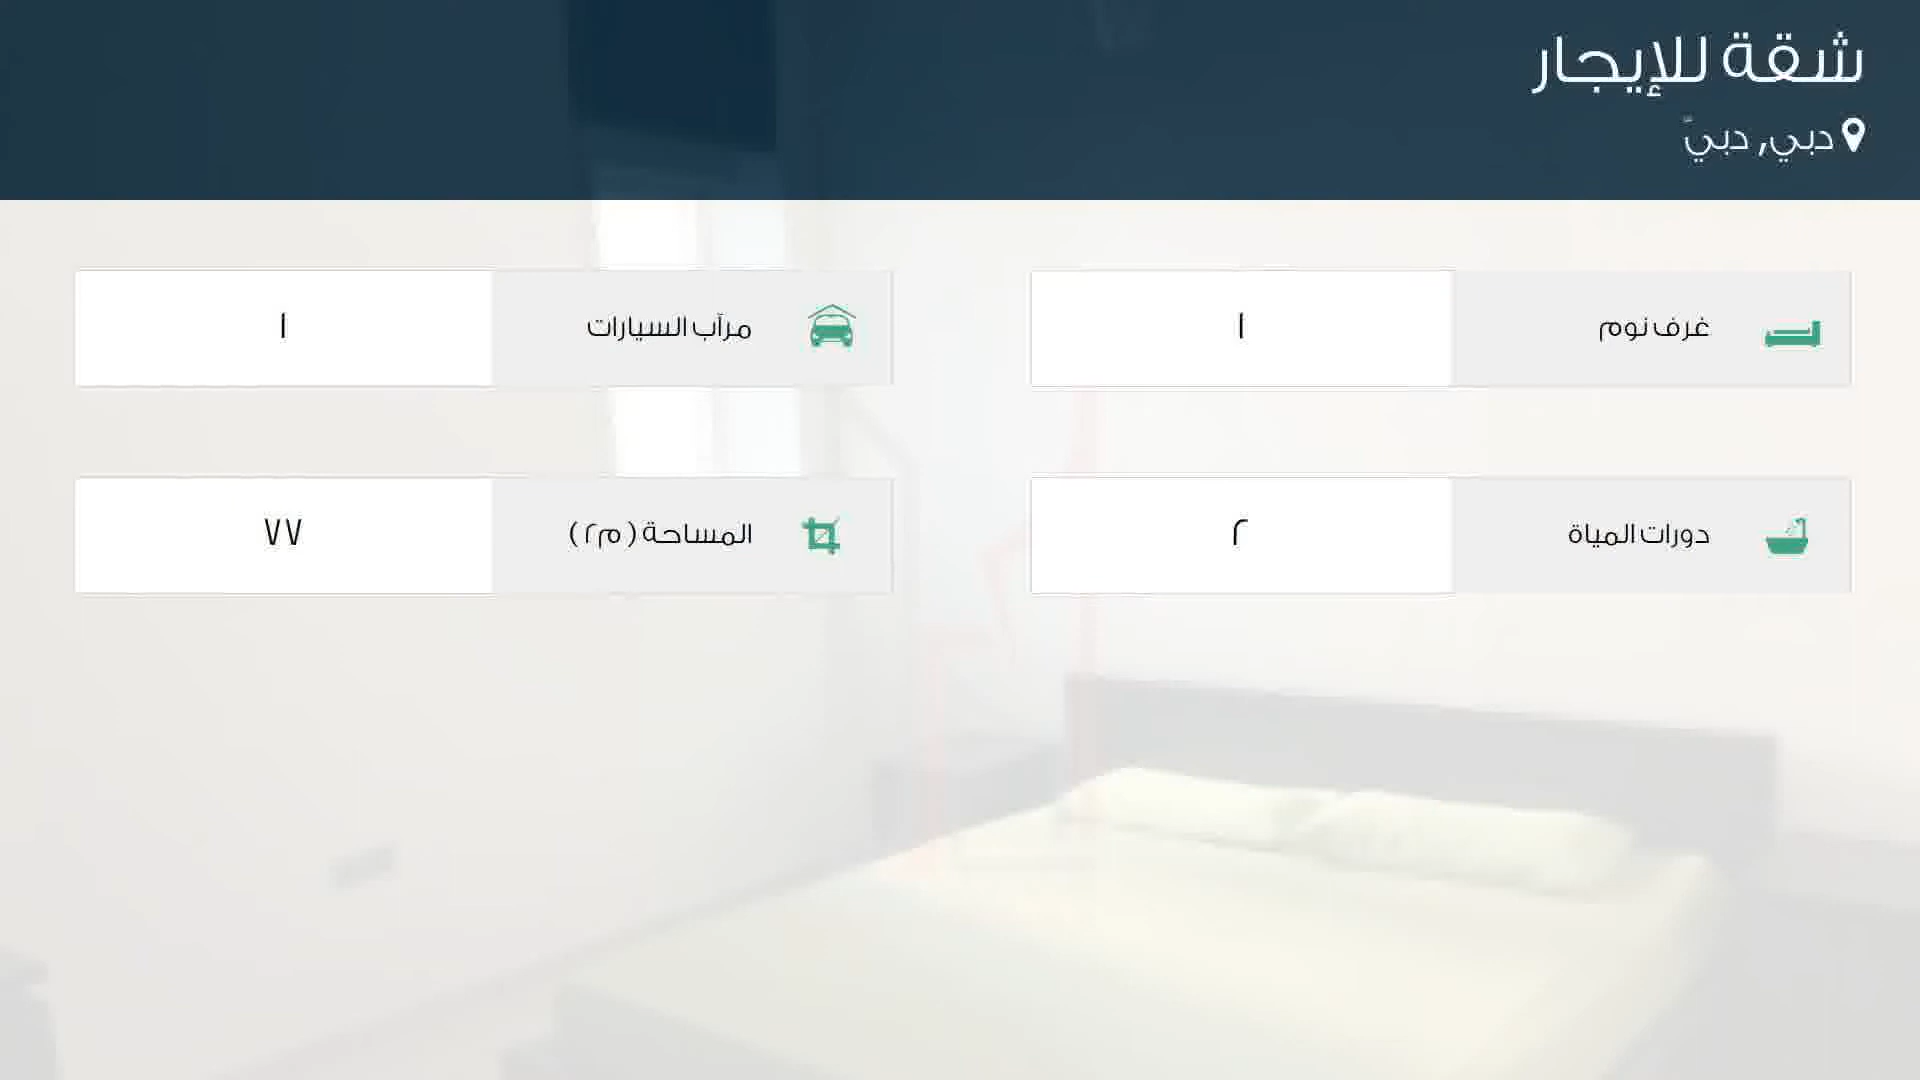 شقة للإيجار
دبي, دبيّ
غرف نوم
١
مرآب السيارات
١
دورات المياة
٢
المساحة (م٢)
٧٧